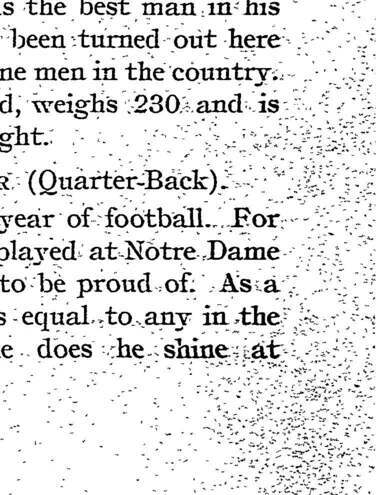 is the best man in his
been turned out here
ne men in the country.
d, weighs 230 and is
ght.
R (Quarter-Back).
year of football. For
played at Notre Dame
to be proud of. As a
s equal to any in the
e does he shine at